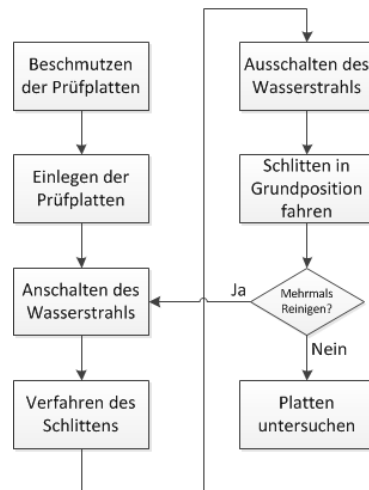 Beschmutzen
der Prüfplatten
Einlegen der
Prüfplatten
Anschalten des
Wasserstrahls
Verfahren des
Schlittens
Ausschalten des
Wasserstrahls
Schlitten in
Grundposition
fahren
Mehrmals
Reinigen?
Ja
Nein
Platten
untersuchen